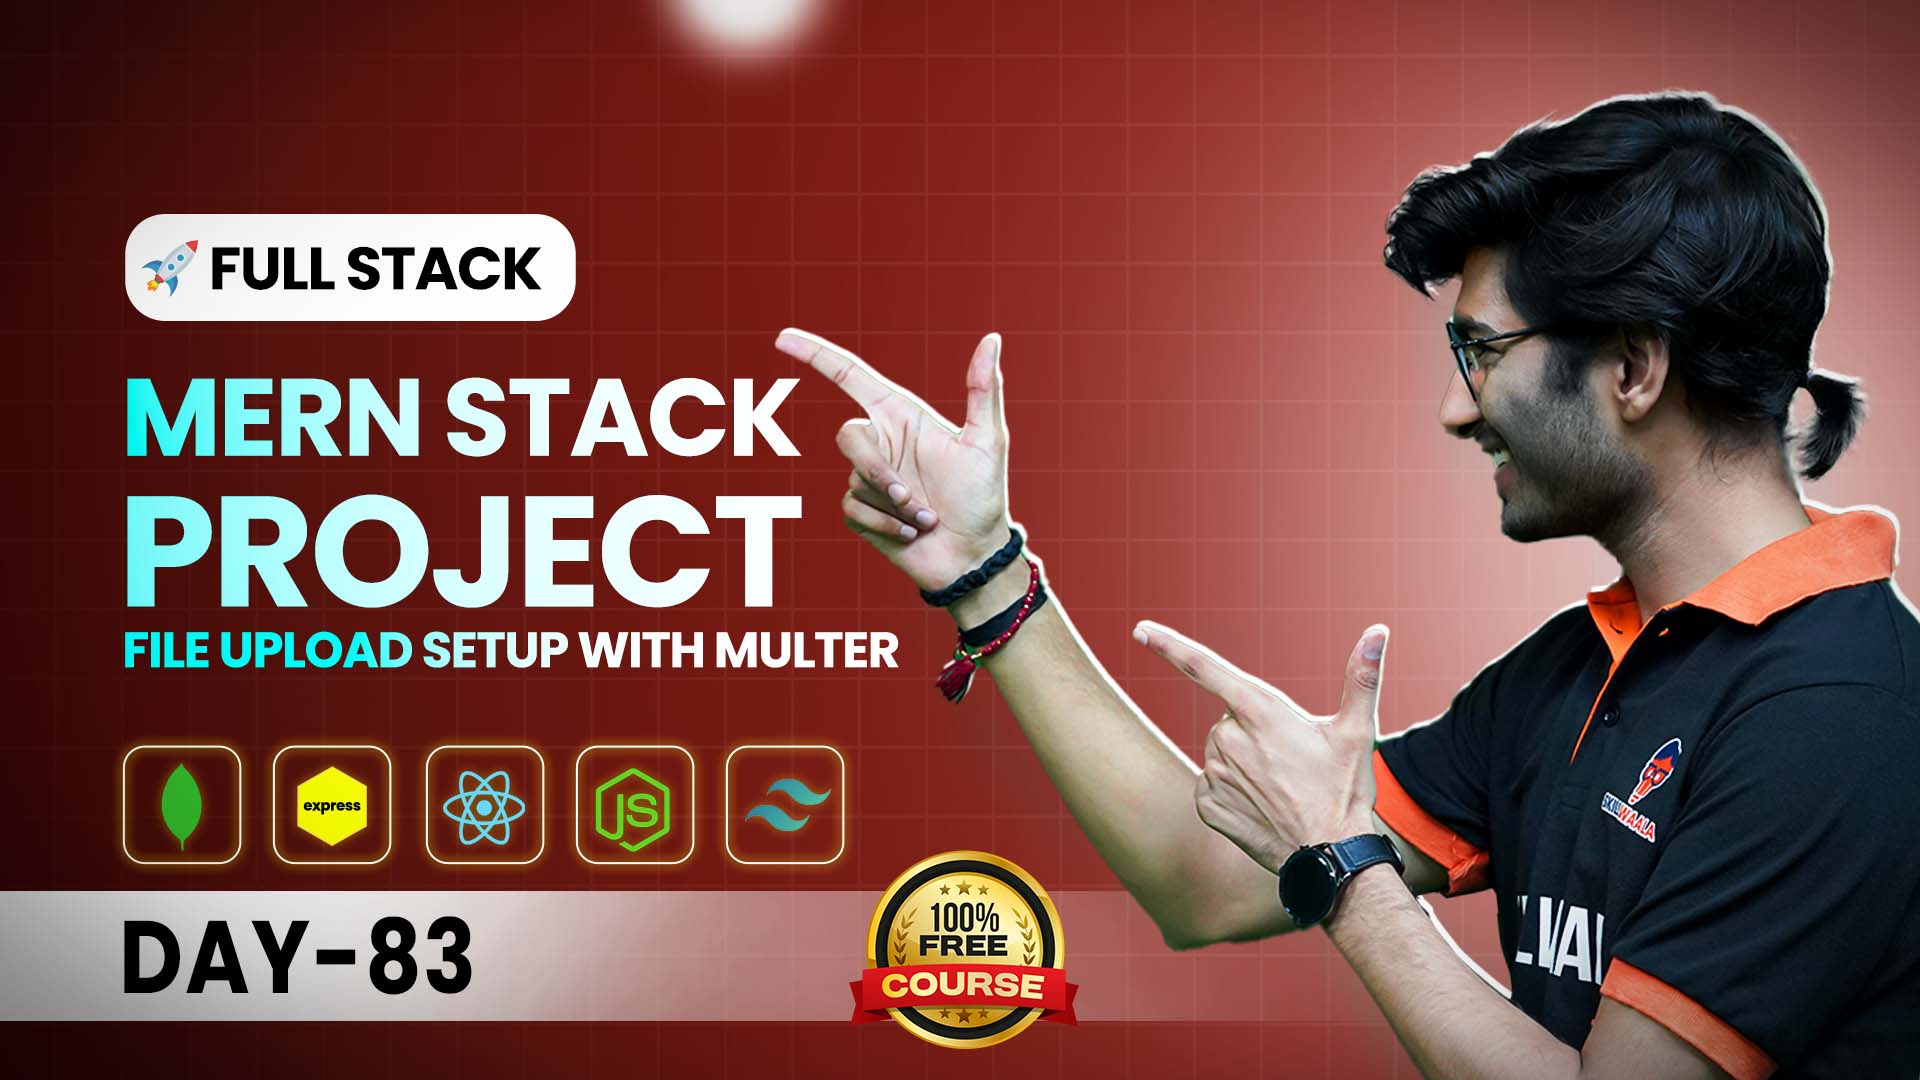 FULL STACK
MERN STACK
PROJECT
FILE UPLOAD SETUP WITH MULTER
express
JS
DAY-83
100%
FREE
COURSE
SKILLWAALA